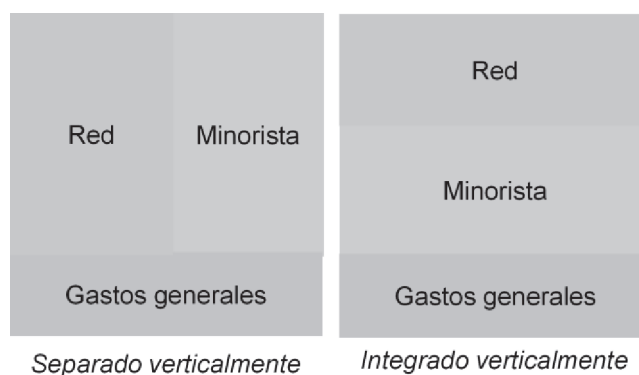 Red
Minorista
Gastos generales
Separado verticalmente
Red
Minorista
Gastos generales
Integrado verticalmente